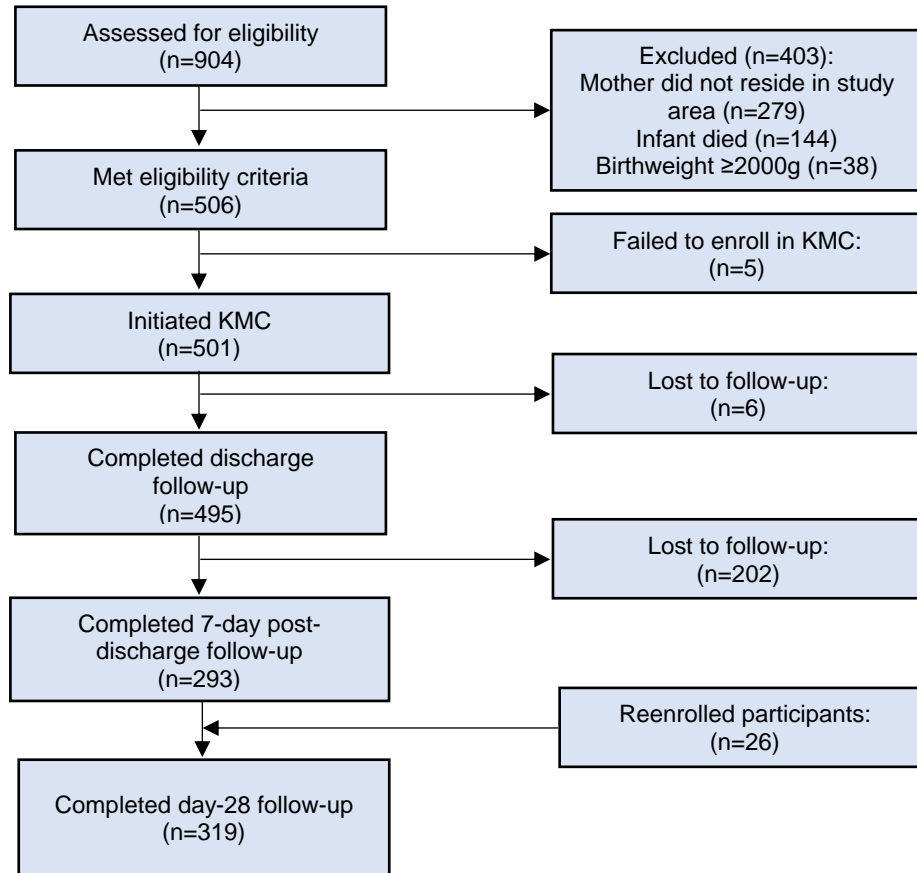 Assessed for eligibility
(n=904)
Excluded (n=403):
Mother did not reside in study
area (n=279)
Infant died (n=144)
Birthweight ≥2000g (n=38)
Met eligibility criteria
(n=506)
Failed to enroll in KMC:
(n=5)
Initiated KMC
(n=501)
Lost to follow-up:
(n=6)
Completed discharge
follow-up
(n=495)
Lost to follow-up:
(n=202)
Completed 7-day post-
discharge follow-up
(n=293)
Reenrolled participants:
(n=26)
Completed day-28 follow-up
(n=319)